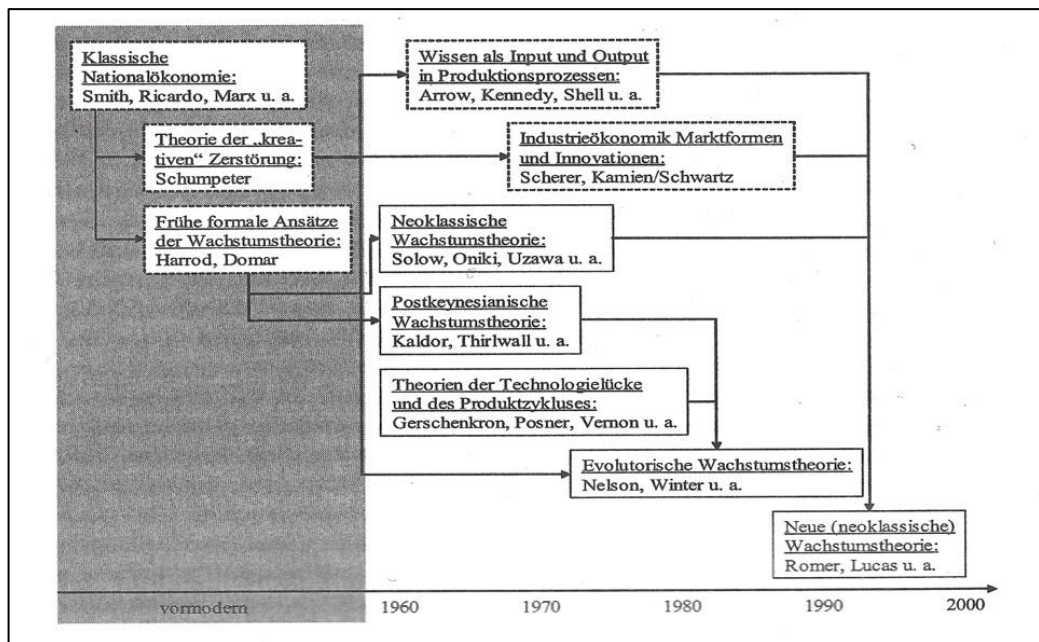 Klassische
Nationalökonomie:
Smith, Ricardo, Marx u. a.
Wissen als Input und Output
in Produktionsprozessen:
Arrow, Kennedy, Shell u. a.
Theorie der „krea-
tiven“ Zerstörung:
Schumpeter
Industrieökonomik Marktformen
und Innovationen:
Scherer, Kamien/Schwartz
Frühe formale Ansätze
der Wachstumstheorie:
Harrod, Domar
Neoklassische
Wachstumstheorie:
Solow, Oniki, Uzawa u. a.
Postkeynesianische
Wachstumstheorie:
Kaldor, Thirlwall u. a.
Theorien der Technologielücke
und des Produktzykluses:
Gerschenkron, Posner, Vernon u. a.
Evolutorische Wachstumstheorie:
Nelson, Winter u. a.
Neue (neoklassische)
Wachstumstheorie:
Romer, Lucas u. a.
vormodern 1960 1970 1980 1990 2000